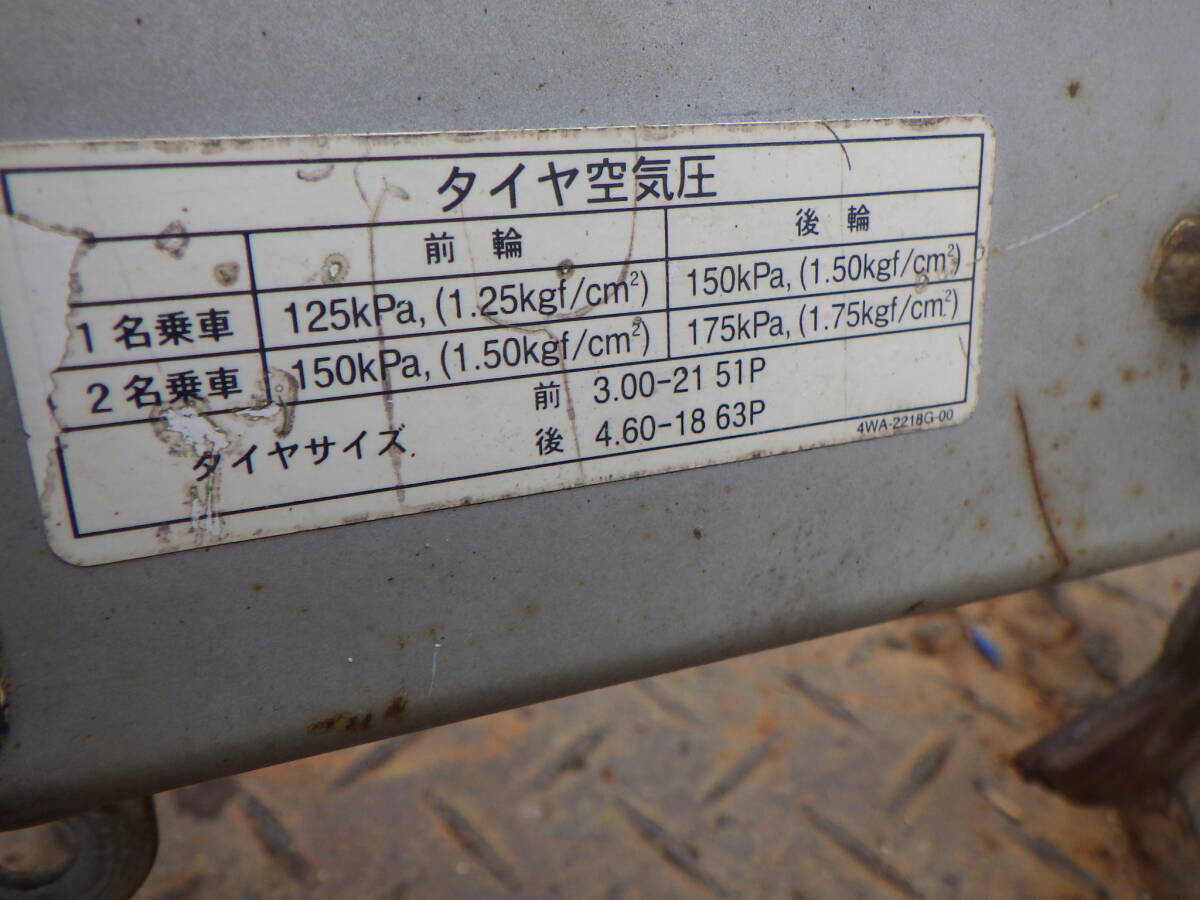 タイヤ空気圧
前輪 後輪
1名乗車 125kPa, (1.25kgf/cm²) 150kPa, (1.50kgf/cm²)
2名乗車 150kPa, (1.50kgf/cm²) 175kPa, (1.75kgf/cm²)
タイヤサイズ 前 3.00-21 51P
後 4.60-18 63P
4WA-2218G-00